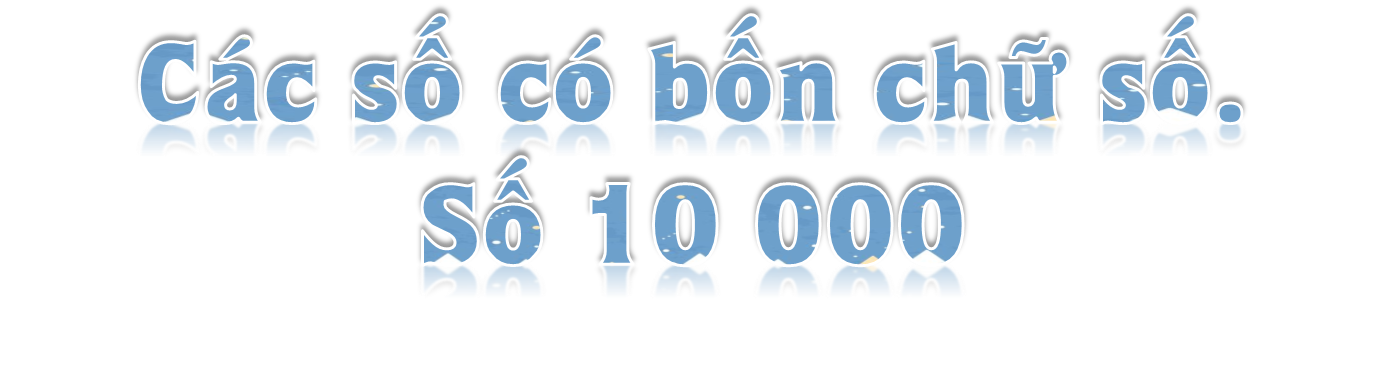 Các số có bốn chữ số.
Số 10 000